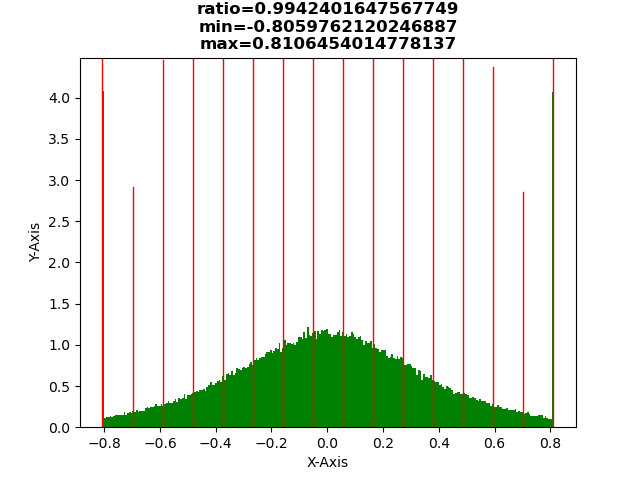 ratio=0.9942401647567749
min=-0.8059762120246887
max=0.8106454014778137
Y-Axis
4.0
3.5
3.0
2.5
2.0
1.5
1.0
0.5
0.0
−0.8 −0.6 −0.4 −0.2 0.0 0.2 0.4 0.6 0.8
X-Axis